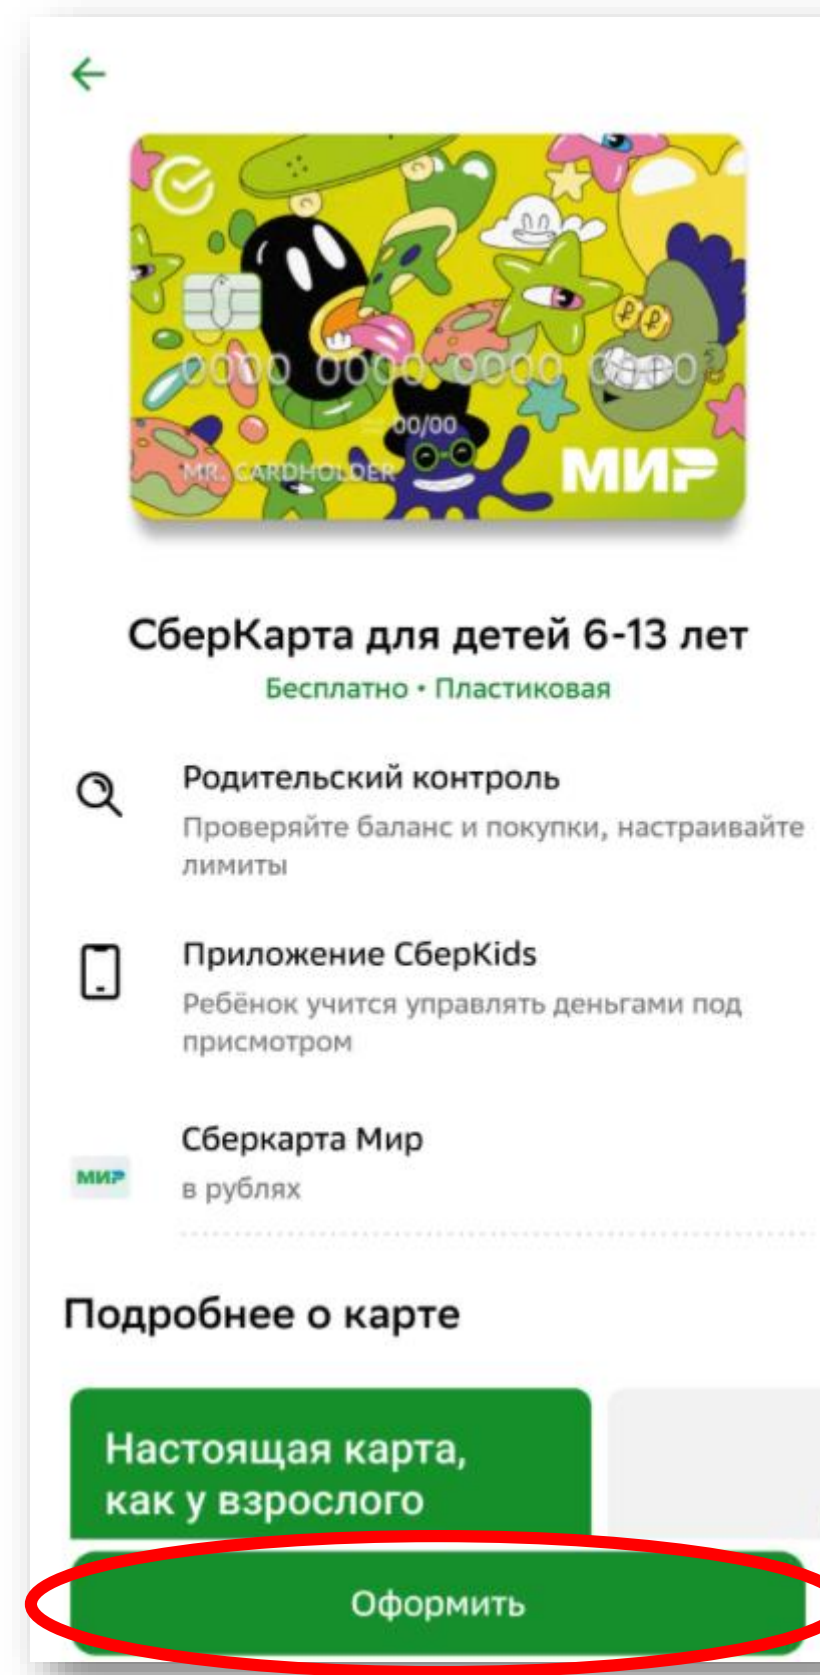 0000 0000 0000 0000
00/00
MR. CARDHOLDER
МИР
СберКарта для детей 6-13 лет
Бесплатно • Пластиковая
Родительский контроль
Проверяйте баланс и покупки, настраивайте
лимиты
Приложение СберKids
Ребёнок учится управлять деньгами под
присмотром
Сберкарта Мир
МИР
в рублях
Подробнее о карте
Настоящая карта,
как у взрослого
Оформить